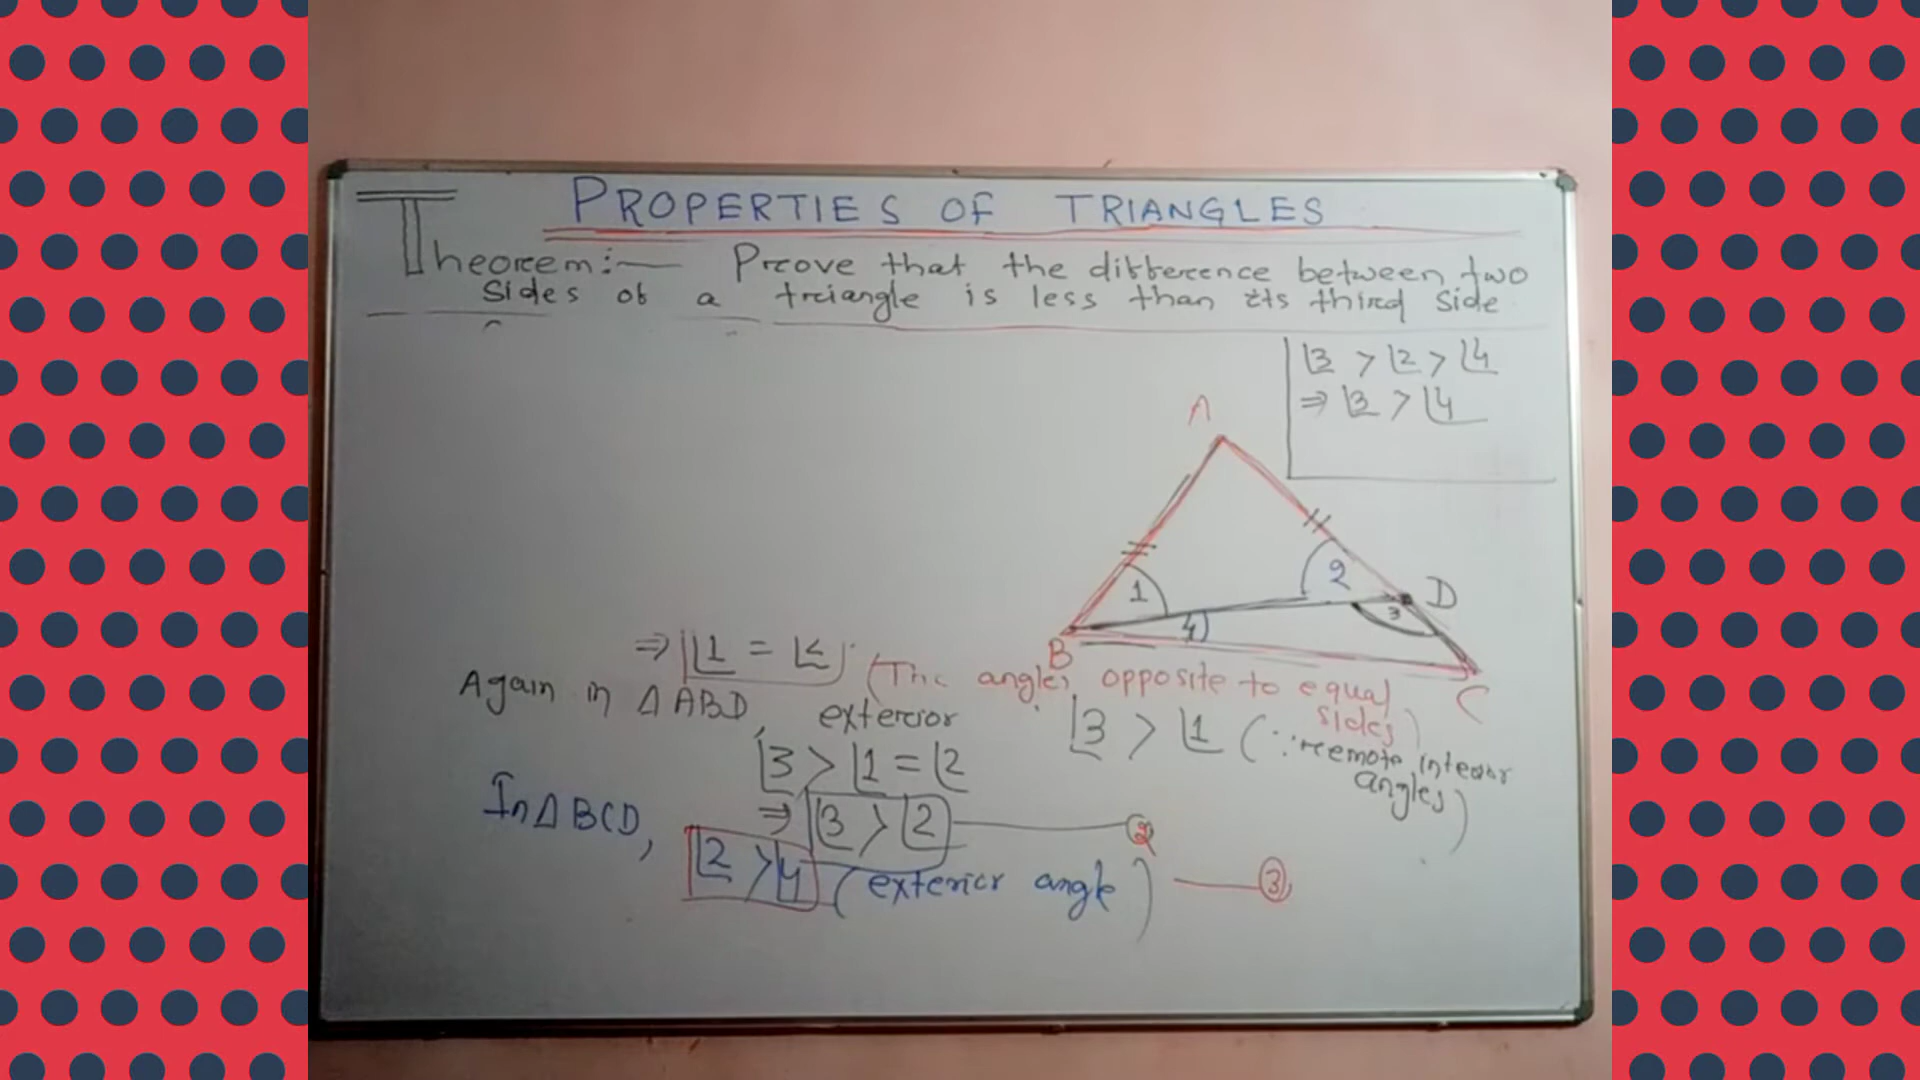 PROPERTIES OF TRIANGLES
Theorem:— Prove that the difference between two
sides of a triangle is less than its third side
∠3 > ∠2 > ∠4
⇒ ∠3 > ∠4
A
2
D
1
3
4
B
C
⇒ ∠1 = ∠2 (The angles opposite to equal sides)
Again in ΔABD, exterior ∠3 > ∠1 (∵ remote interior angles)
∠3 > ∠1 = ∠2
⇒ ∠3 > ∠2 — 2
In ΔBCD,
∠2 > 4 (exterior angle) — 3